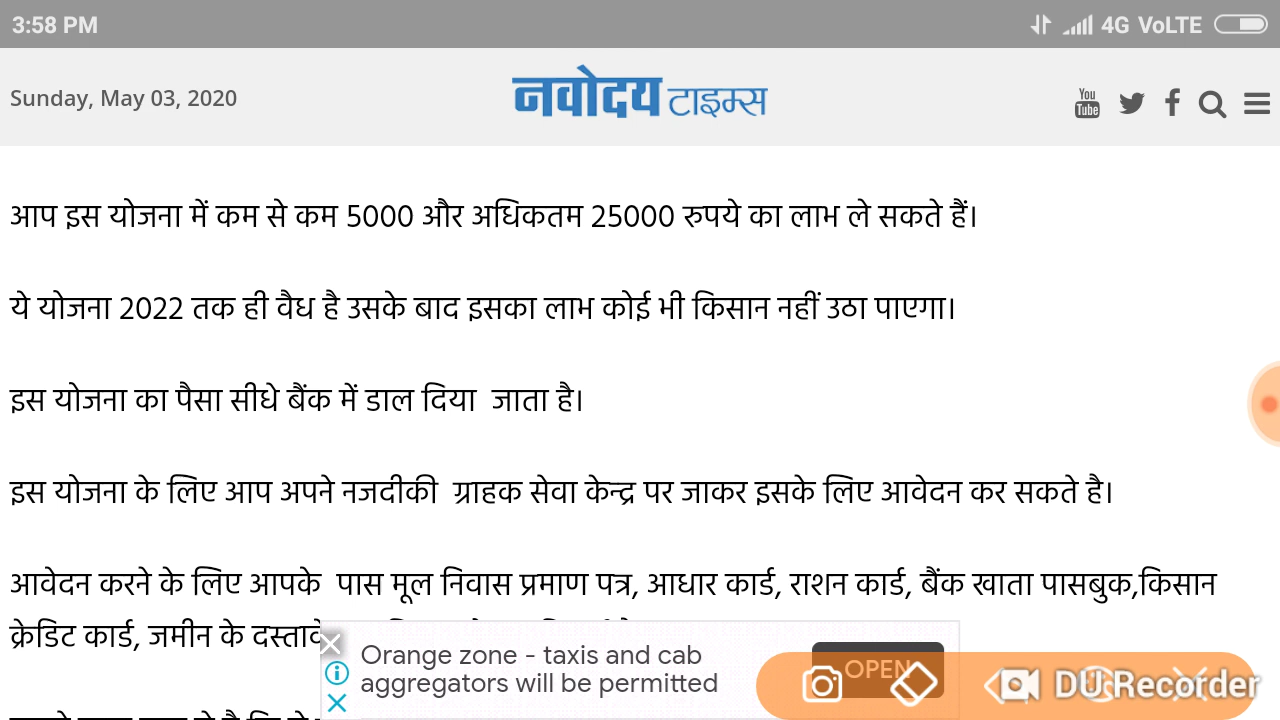 3:58 PM
4G VoLTE
Sunday, May 03, 2020
नवोदय टाइम्स
You
Tube
आप इस योजना में कम से कम 5000 और अधिकतम 25000 रुपये का लाभ ले सकते हैं।
ये योजना 2022 तक ही वैध है उसके बाद इसका लाभ कोई भी किसान नहीं उठा पाएगा।
इस योजना का पैसा सीधे बैंक में डाल दिया जाता है।
इस योजना के लिए आप अपने नजदीकी ग्राहक सेवा केन्द्र पर जाकर इसके लिए आवेदन कर सकते है।
आवेदन करने के लिए आपके पास मूल निवास प्रमाण पत्र, आधार कार्ड, राशन कार्ड, बैंक खाता पासबुक,किसान
क्रेडिट कार्ड, जमीन के
Orange zone - taxis and cab
aggregators will be permitted
OPEN
DU Recorder